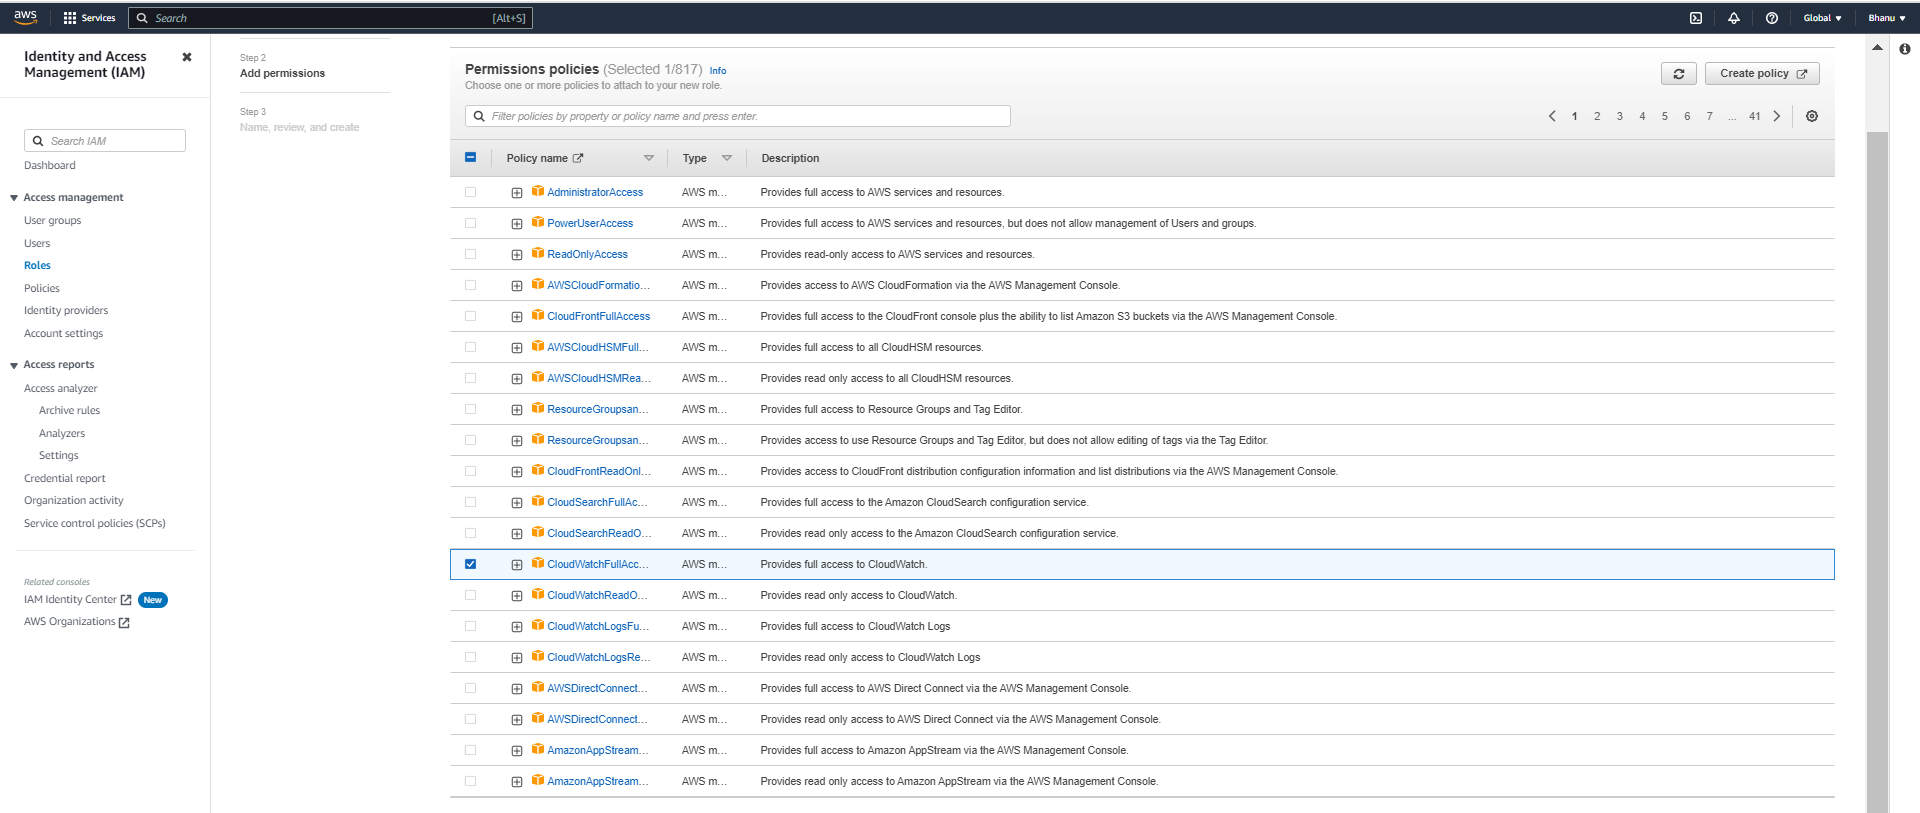 aws
Services
Search
[Alt+S]
Global ▼
Bhanu ▼
Identity and Access
Management (IAM)
Search IAM
Dashboard
Access management
User groups
Users
Roles
Policies
Identity providers
Account settings
Access reports
Access analyzer
Archive rules
Analyzers
Settings
Credential report
Organization activity
Service control policies (SCPs)
Related consoles
IAM Identity Center New
AWS Organizations
Step 2
Add permissions
Step 3
Name, review, and create
Permissions policies (Selected 1/817) Info
Choose one or more policies to attach to your new role.
Create policy
Filter policies by property or policy name and press enter.
1 2 3 4 5 6 7 ... 41
Policy name Type Description
AdministratorAccess AWS m... Provides full access to AWS services and resources.
PowerUserAccess AWS m... Provides full access to AWS services and resources, but does not allow management of Users and groups.
ReadOnlyAccess AWS m... Provides read-only access to AWS services and resources.
AWSCloudFormatio... AWS m... Provides access to AWS CloudFormation via the AWS Management Console.
CloudFrontFullAccess AWS m... Provides full access to the CloudFront console plus the ability to list Amazon S3 buckets via the AWS Management Console.
AWSCloudHSMFull... AWS m... Provides full access to all CloudHSM resources.
AWSCloudHSMRea... AWS m... Provides read only access to all CloudHSM resources.
ResourceGroupsan... AWS m... Provides full access to Resource Groups and Tag Editor.
ResourceGroupsan... AWS m... Provides access to use Resource Groups and Tag Editor, but does not allow editing of tags via the Tag Editor.
CloudFrontReadOnl... AWS m... Provides access to CloudFront distribution configuration information and list distributions via the AWS Management Console.
CloudSearchFullAc... AWS m... Provides full access to the Amazon CloudSearch configuration service.
CloudSearchReadO... AWS m... Provides read only access to the Amazon CloudSearch configuration service.
CloudWatchFullAcc... AWS m... Provides full access to CloudWatch.
CloudWatchReadO... AWS m... Provides read only access to CloudWatch.
CloudWatchLogsFu... AWS m... Provides full access to CloudWatch Logs
CloudWatchLogsRe... AWS m... Provides read only access to CloudWatch Logs
AWSDirectConnect... AWS m... Provides full access to AWS Direct Connect via the AWS Management Console.
AWSDirectConnect... AWS m... Provides read only access to AWS Direct Connect via the AWS Management Console.
AmazonAppStream... AWS m... Provides full access to Amazon AppStream via the AWS Management Console.
AmazonAppStream... AWS m... Provides read only access to Amazon AppStream via the AWS Management Console.